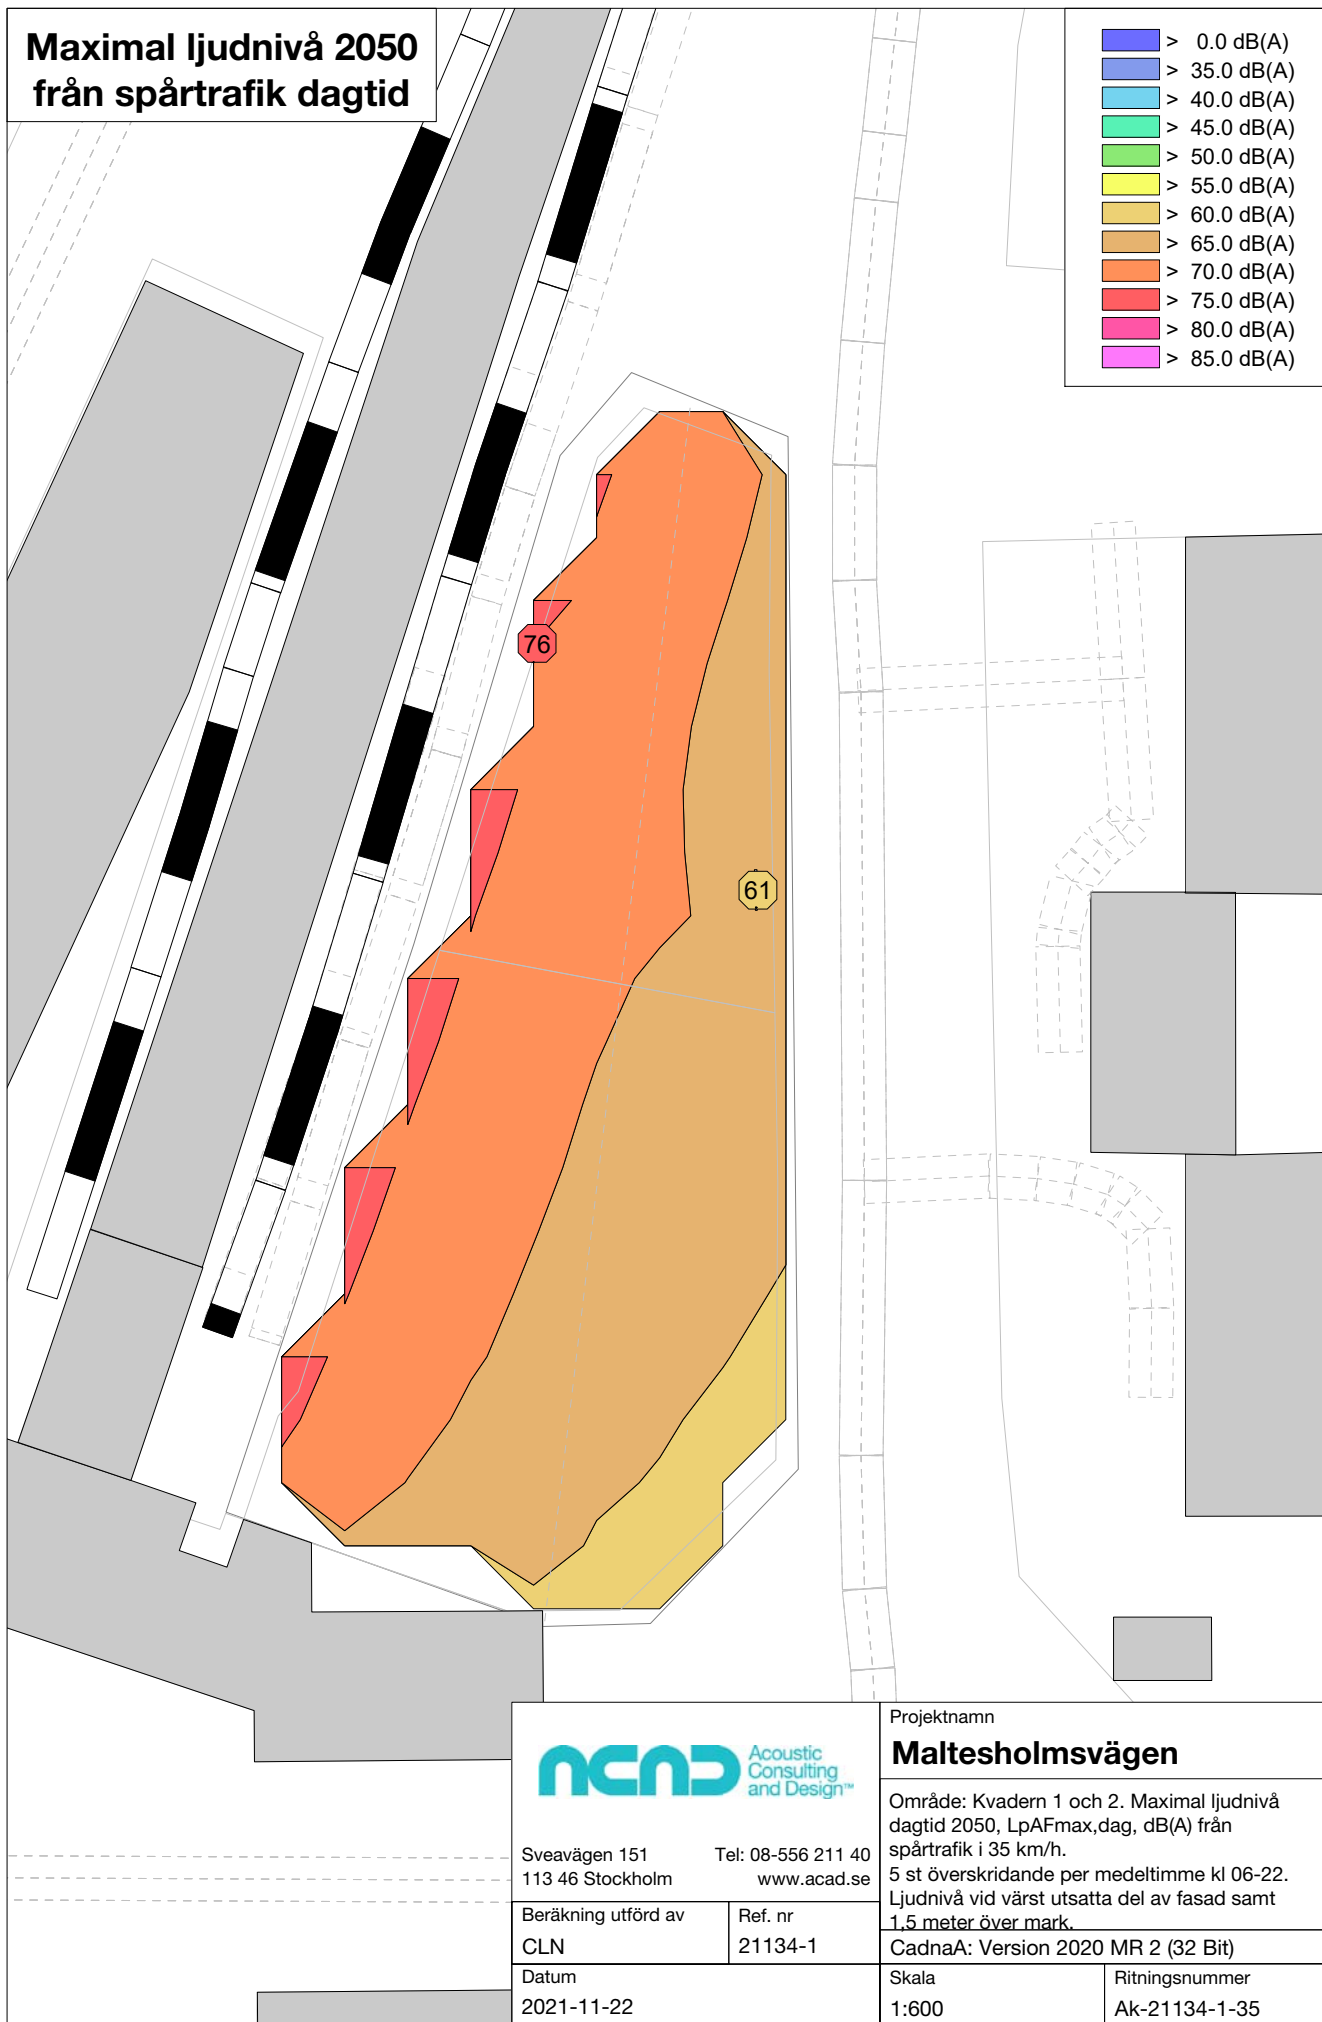 Maximal ljudnivå 2050
från spårtrafik dagtid
> 0.0 dB(A)
> 35.0 dB(A)
> 40.0 dB(A)
> 45.0 dB(A)
> 50.0 dB(A)
> 55.0 dB(A)
> 60.0 dB(A)
> 65.0 dB(A)
> 70.0 dB(A)
> 75.0 dB(A)
> 80.0 dB(A)
> 85.0 dB(A)
76
61
ACAD
Acoustic
Consulting
and Design™
Sveavägen 151
113 46 Stockholm
Tel: 08-556 211 40
www.acad.se
Beräkning utförd av
CLN
Ref. nr
21134-1
Datum
2021-11-22
Projektnamn
Maltesholmsvägen
Område: Kvadern 1 och 2. Maximal ljudnivå
dagtid 2050, LpAFmax,dag, dB(A) från
spårtrafik i 35 km/h.
5 st överskridande per medeltimme kl 06-22.
Ljudnivå vid värst utsatta del av fasad samt
1,5 meter över mark.
CadnaA: Version 2020 MR 2 (32 Bit)
Skala
1:600
Ritningsnummer
Ak-21134-1-35